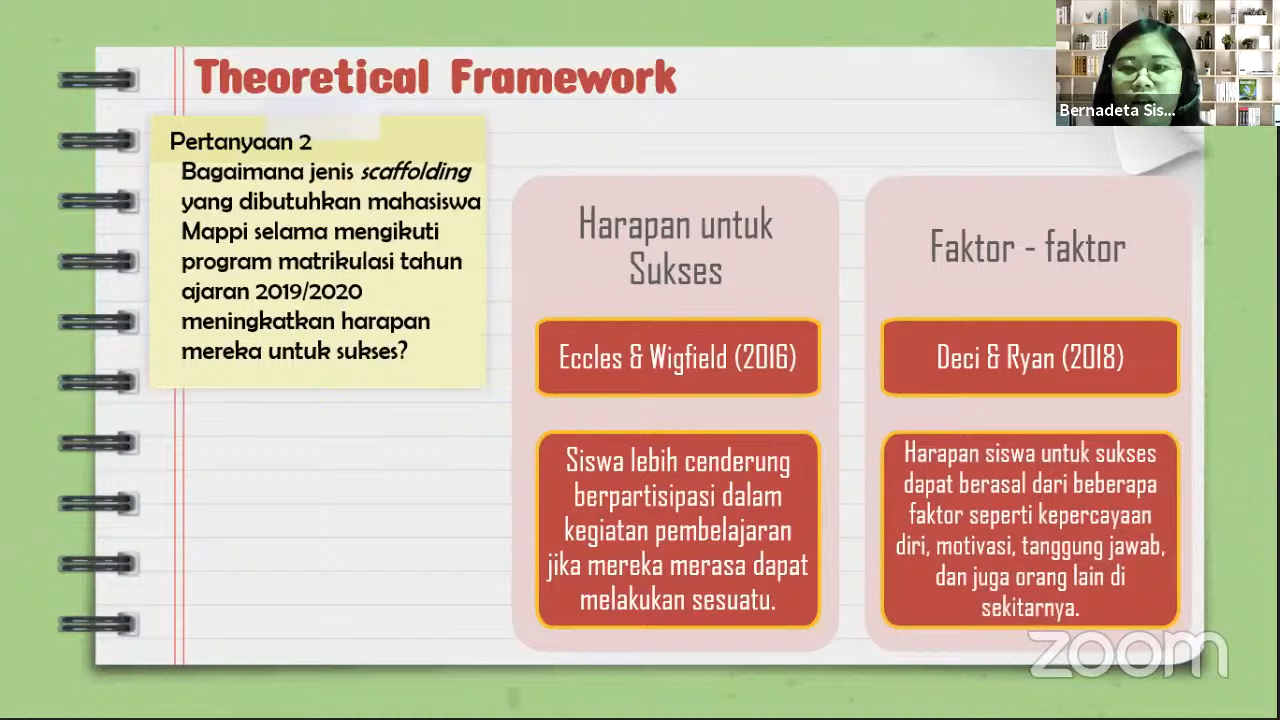 Theoretical Framework
Bernadeta Sis...
Pertanyaan 2
Bagaimana jenis scaffolding
yang dibutuhkan mahasiswa
Mappi selama mengikuti
program matrikulasi tahun
ajaran 2019/2020
meningkatkan harapan
mereka untuk sukses?
Harapan untuk
Sukses
Eccles & Wigfield (2016)
Siswa lebih cenderung
berpartisipasi dalam
kegiatan pembelajaran
jika mereka merasa dapat
melakukan sesuatu.
Faktor - faktor
Deci & Ryan (2018)
Harapan siswa untuk sukses
dapat berasal dari beberapa
faktor seperti kepercayaan
diri, motivasi, tanggung jawab,
dan juga orang lain di
sekitarnya.
zoom